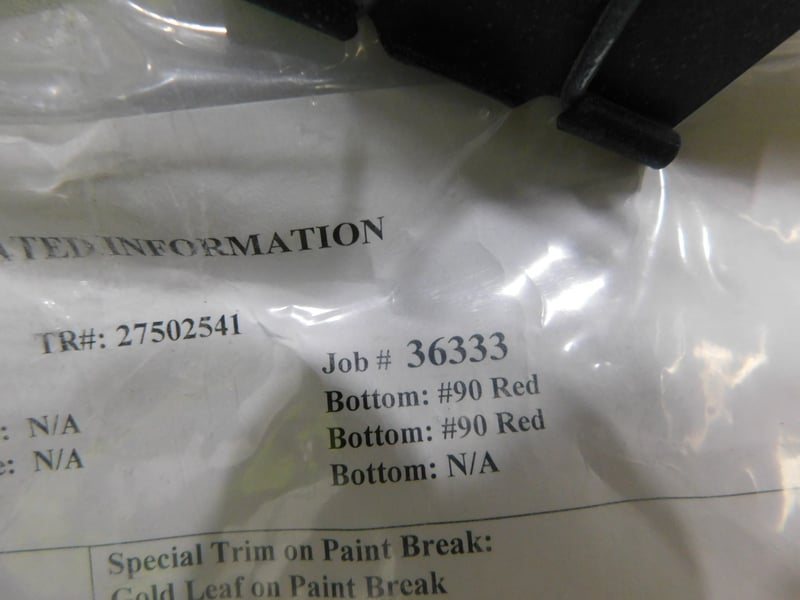 ATED INFORMATION
TR#: 27502541
Job # 36333
Bottom: #90 Red
: N/A Bottom: #90 Red
e: N/A Bottom: N/A
Special Trim on Paint Break:
Gold Leaf on Paint Break